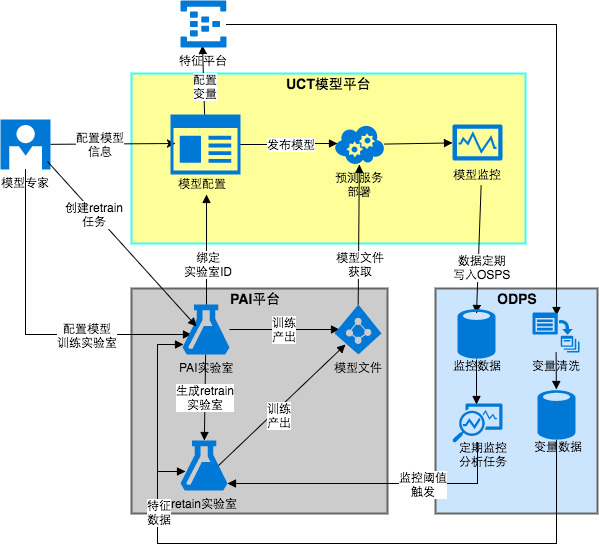 特征平台
配置
变量
UCT模型平台
模型专家
配置模型
信息
模型配置
发布模型
预测服务
部署
模型监控
创建retrain
任务
绑定
实验室ID
模型文件
获取
数据定期
写入OSPS
PAI平台
ODPS
配置模型
训练实验室
PAI实验室
训练
产出
模型文件
监控数据
变量清洗
生成retrain
实验室
训练
产出
定期监控
分析任务
变量数据
监控阈值
触发
特征
数据
retain实验室